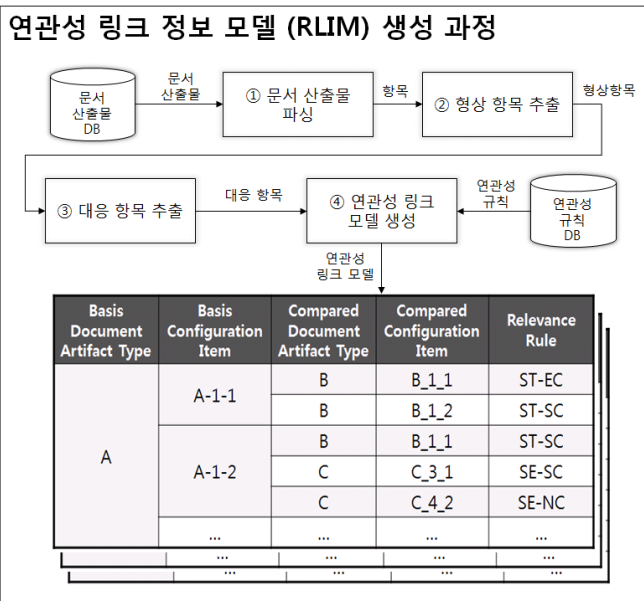 연관성 링크 정보 모델 (RLIM) 생성 과정
문서
산출물
DB
문서
산출물
① 문서 산출물
파싱
항목
② 형상 항목 추출
형상항목
③ 대응 항목 추출
대응 항목
④ 연관성 링크
모델 생성
연관성
규칙
연관성
규칙
DB
연관성
링크 모델
Basis
Document
Artifact Type
Basis
Configuration
Item
Compared
Document
Artifact Type
Compared
Configuration
Item
Relevance
Rule
A
A-1-1
B
B_1_1
ST-EC
B
B_1_2
ST-SC
A-1-2
B
B_1_1
ST-SC
C
C_3_1
SE-SC
C
C_4_2
SE-NC
... ... ... ...
... ... ... ...
... ... ... ...